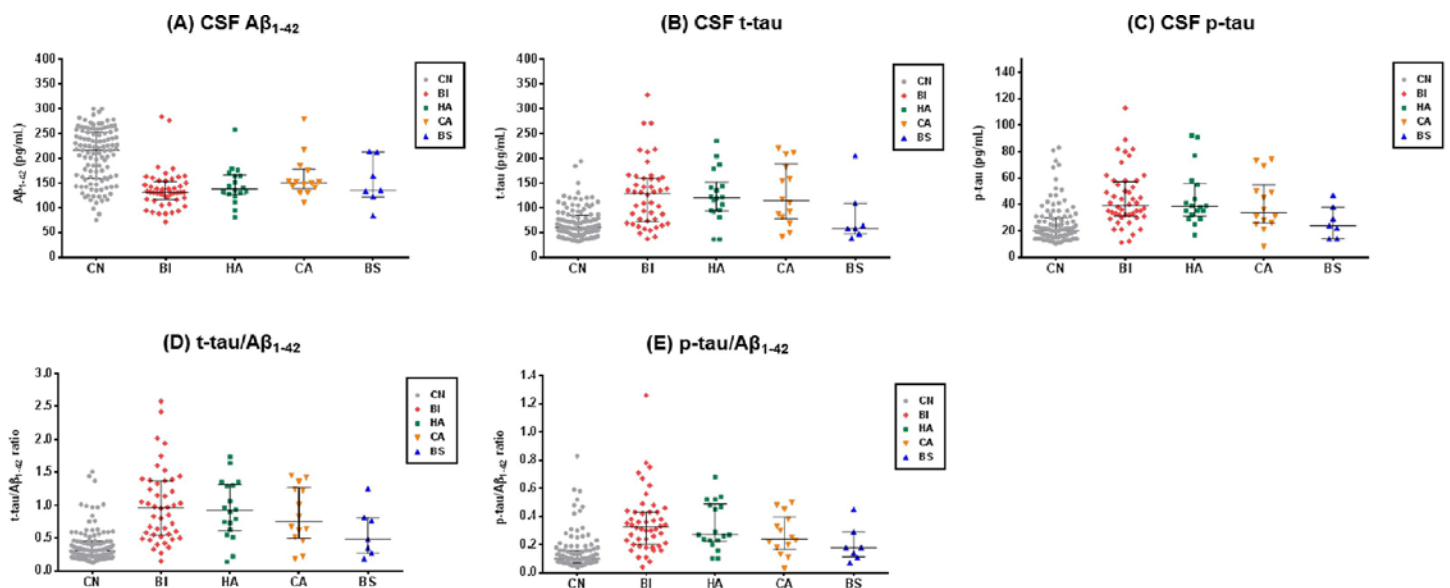 (A) CSF Aβ1-42
Aβ1-42 (pg/mL)
400
350
300
250
200
150
100
50
0
CN BI HA CA BS
CN
BI
HA
CA
BS
(B) CSF t-tau
t-tau (pg/mL)
400
350
300
250
200
150
100
50
0
CN BI HA CA BS
CN
BI
HA
CA
BS
(C) CSF p-tau
p-tau (pg/mL)
140
120
100
80
60
40
20
0
CN BI HA CA BS
CN
BI
HA
CA
BS
(D) t-tau/Aβ1-42
t-tau/Aβ1-42 ratio
3.0
2.5
2.0
1.5
1.0
0.5
0.0
CN BI HA CA BS
CN
BI
HA
CA
BS
(E) p-tau/Aβ1-42
p-tau/Aβ1-42 ratio
1.4
1.2
1.0
0.8
0.6
0.4
0.2
0.0
CN BI HA CA BS
CN
BI
HA
CA
BS